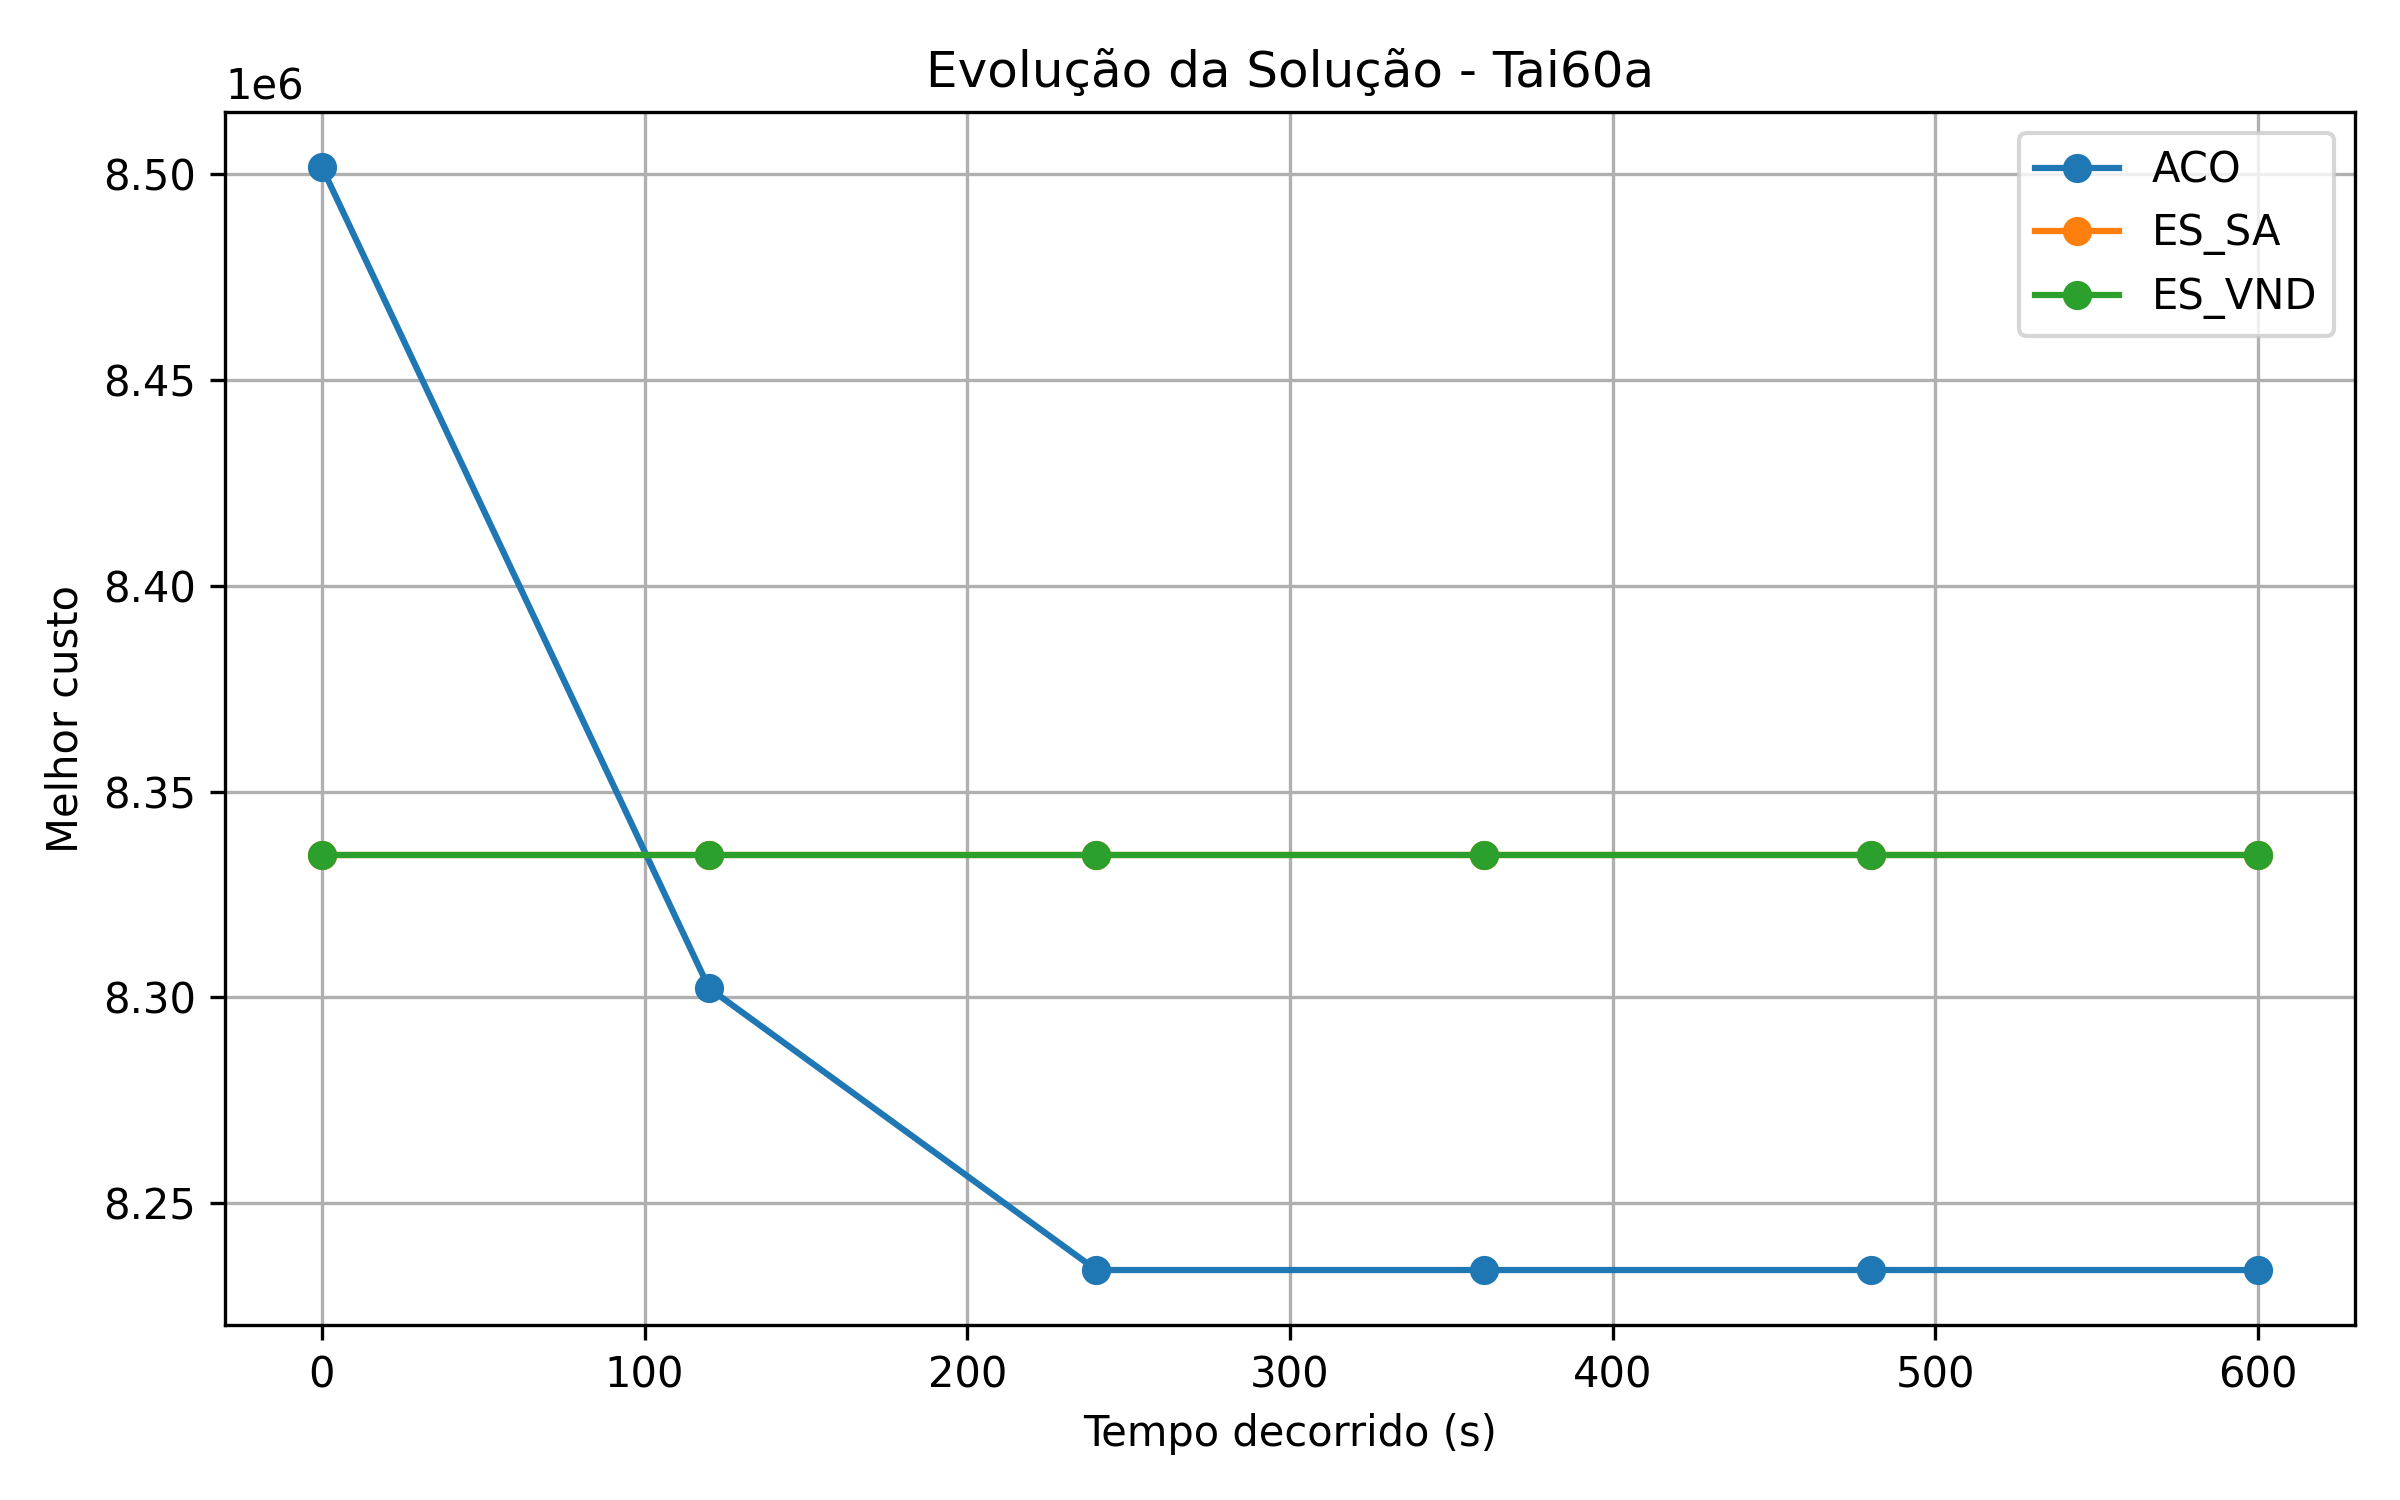 Evolução da Solução - Tai60a
1e6
8.50
8.45
8.40
8.35
8.30
8.25
Melhor custo
0 100 200 300 400 500 600
Tempo decorrido (s)
ACO
ES_SA
ES_VND